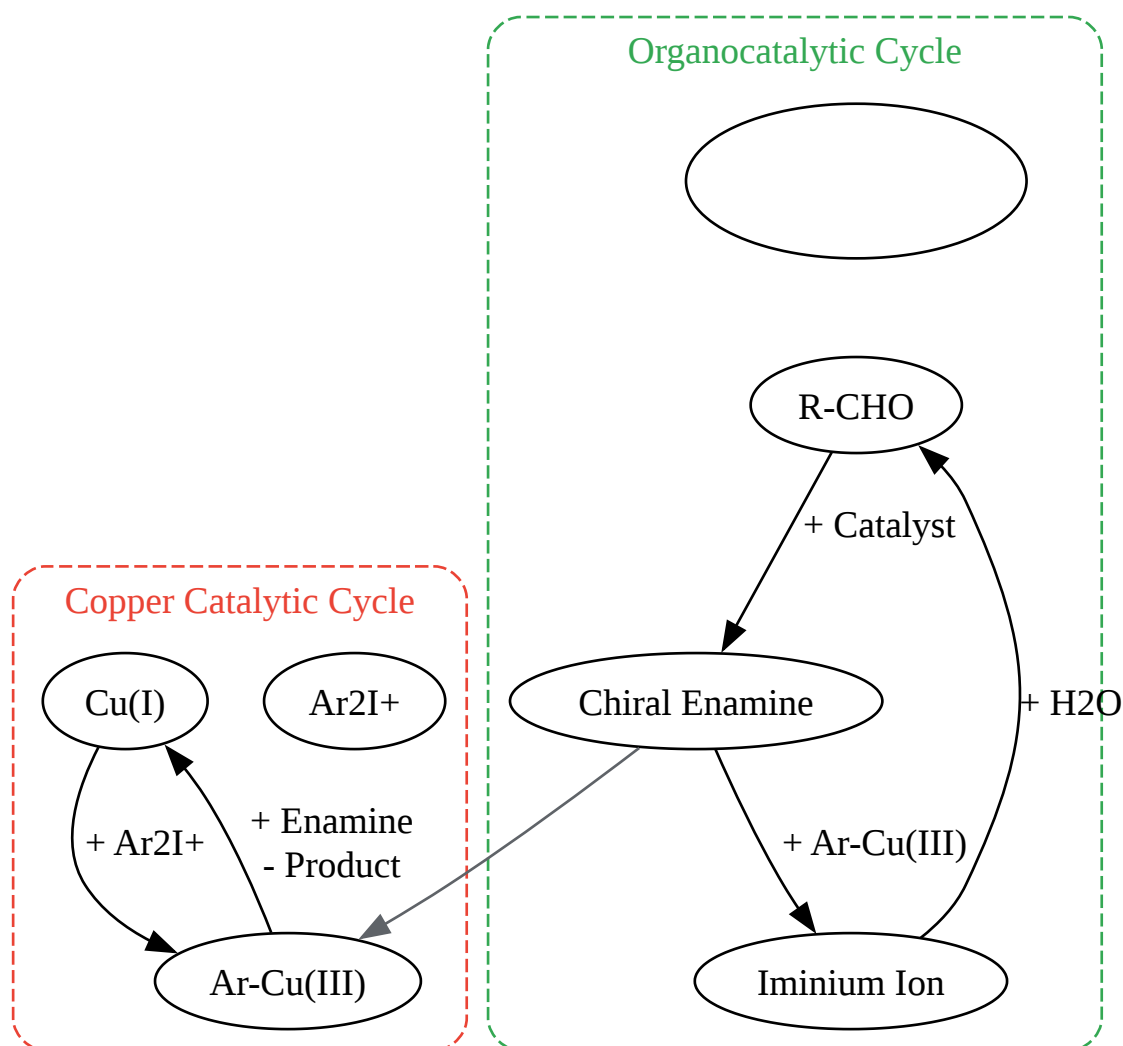 Organocatalytic Cycle
R-CHO
+ Catalyst
Copper Catalytic Cycle
Cu(I)
Ar2I+
Chiral Enamine
+ H2O
+ Ar2I+
+ Enamine
- Product
+ Ar-Cu(III)
Ar-Cu(III)
Iminium Ion